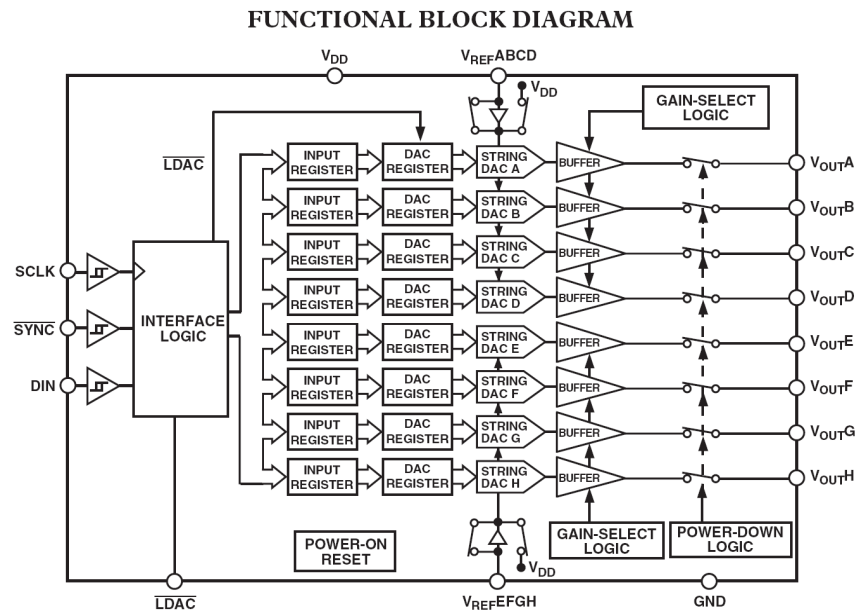 FUNCTIONAL BLOCK DIAGRAM
VDD
VREFABCD
VDD
GAIN-SELECT
LOGIC
LDAC
INPUT
REGISTER
DAC
REGISTER
STRING
DAC A
BUFFER
VOUTA
INPUT
REGISTER
DAC
REGISTER
STRING
DAC B
BUFFER
VOUTB
INPUT
REGISTER
DAC
REGISTER
STRING
DAC C
BUFFER
VOUTC
SCLK
INPUT
REGISTER
DAC
REGISTER
STRING
DAC D
BUFFER
VOUTD
SYNC
INTERFACE
LOGIC
INPUT
REGISTER
DAC
REGISTER
STRING
DAC E
BUFFER
VOUTE
DIN
INPUT
REGISTER
DAC
REGISTER
STRING
DAC F
BUFFER
VOUTF
INPUT
REGISTER
DAC
REGISTER
STRING
DAC G
BUFFER
VOUTG
INPUT
REGISTER
DAC
REGISTER
STRING
DAC H
BUFFER
VOUTH
POWER-ON
RESET
VDD
GAIN-SELECT
LOGIC
POWER-DOWN
LOGIC
LDAC
VREFEFGH
GND